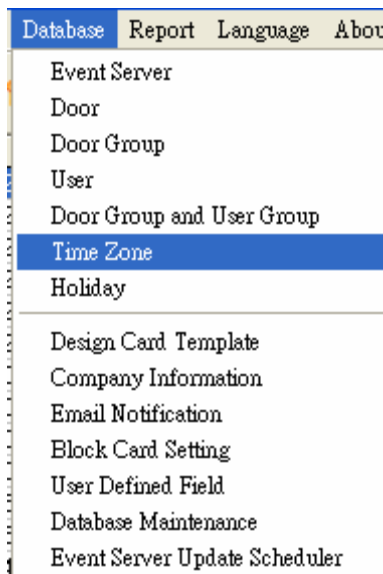 Database Report Language Abou
Event Server
Door
Door Group
User
Door Group and User Group
Time Zone
Holiday
Design Card Template
Company Information
Email Notification
Block Card Setting
User Defined Field
Database Maintenance
Event Server Update Scheduler